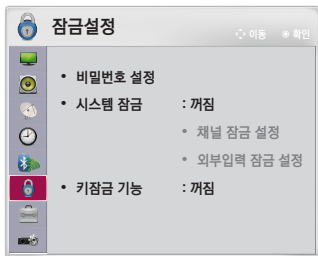 잠금설정
이동 확인
• 비밀번호 설정
• 시스템 잠금 : 꺼짐
• 채널 잠금 설정
• 외부입력 잠금 설정
• 키잠금 기능 : 꺼짐